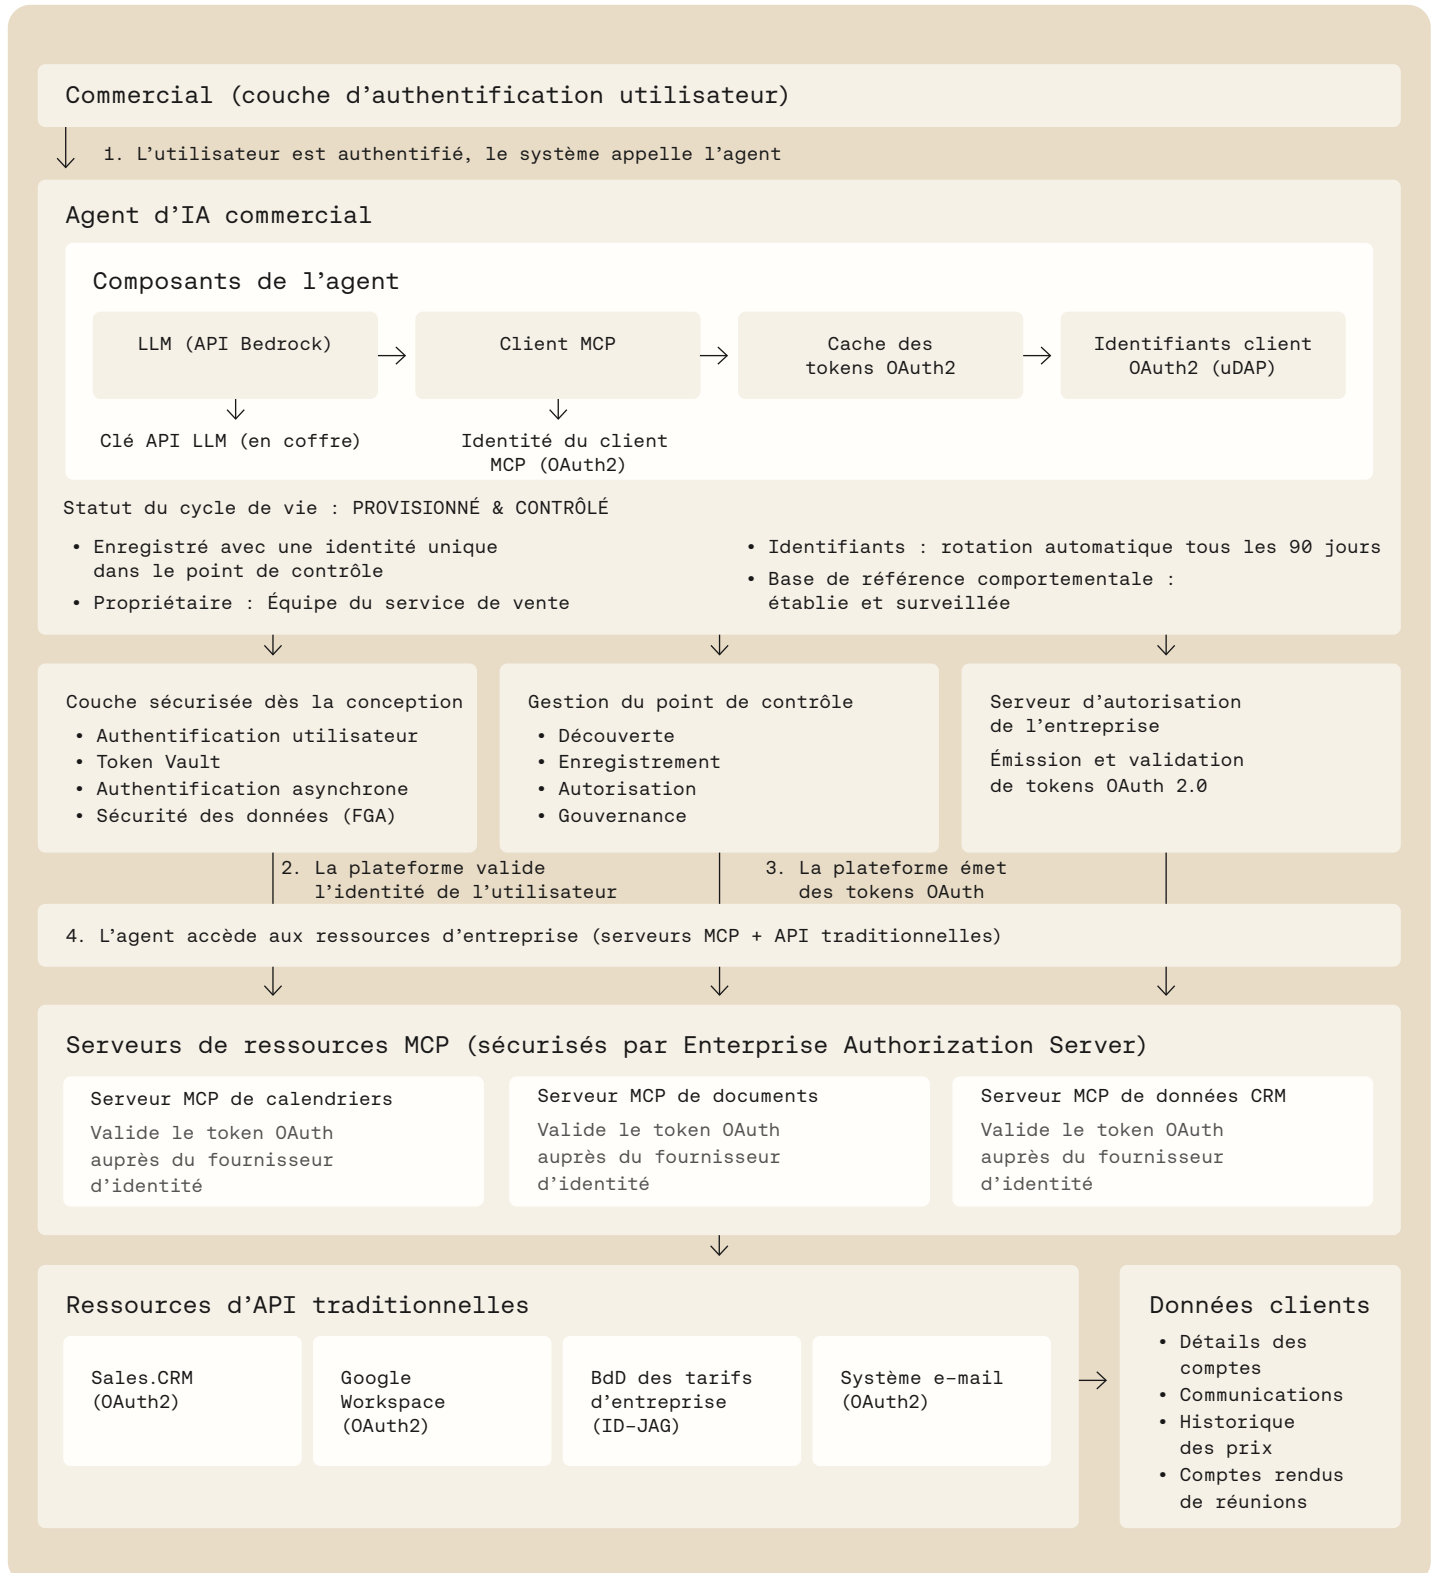 Commercial (couche d’authentification utilisateur)
1. L’utilisateur est authentifié, le système appelle l’agent
Agent d’IA commercial
Composants de l’agent
LLM (API Bedrock)
Client MCP
Cache des
tokens OAuth2
Identifiants client
OAuth2 (uDAP)
Clé API LLM (en coffre)
Identité du client
MCP (OAuth2)
Statut du cycle de vie : PROVISIONNÉ & CONTRÔLÉ
• Enregistré avec une identité unique
dans le point de contrôle
• Propriétaire : Équipe du service de vente
• Identifiants : rotation automatique tous les 90 jours
• Base de référence comportementale :
établie et surveillée
Couche sécurisée dès la conception
• Authentification utilisateur
• Token Vault
• Authentification asynchrone
• Sécurité des données (FGA)
Gestion du point de contrôle
• Découverte
• Enregistrement
• Autorisation
• Gouvernance
Serveur d’autorisation
de l’entreprise
Émission et validation
de tokens OAuth 2.0
2. La plateforme valide
l’identité de l’utilisateur
3. La plateforme émet
des tokens OAuth
4. L’agent accède aux ressources d’entreprise (serveurs MCP + API traditionnelles)
Serveurs de ressources MCP (sécurisés par Enterprise Authorization Server)
Serveur MCP de calendriers
Valide le token OAuth
auprès du fournisseur
d’identité
Serveur MCP de documents
Valide le token OAuth
auprès du fournisseur
d’identité
Serveur MCP de données CRM
Valide le token OAuth
auprès du fournisseur
d’identité
Ressources d’API traditionnelles
Sales.CRM
(OAuth2)
Google
Workspace
(OAuth2)
BdD des tarifs
d’entreprise
(ID-JAG)
Système e-mail
(OAuth2)
Données clients
• Détails des
comptes
• Communications
• Historique
des prix
• Comptes rendus
de réunions